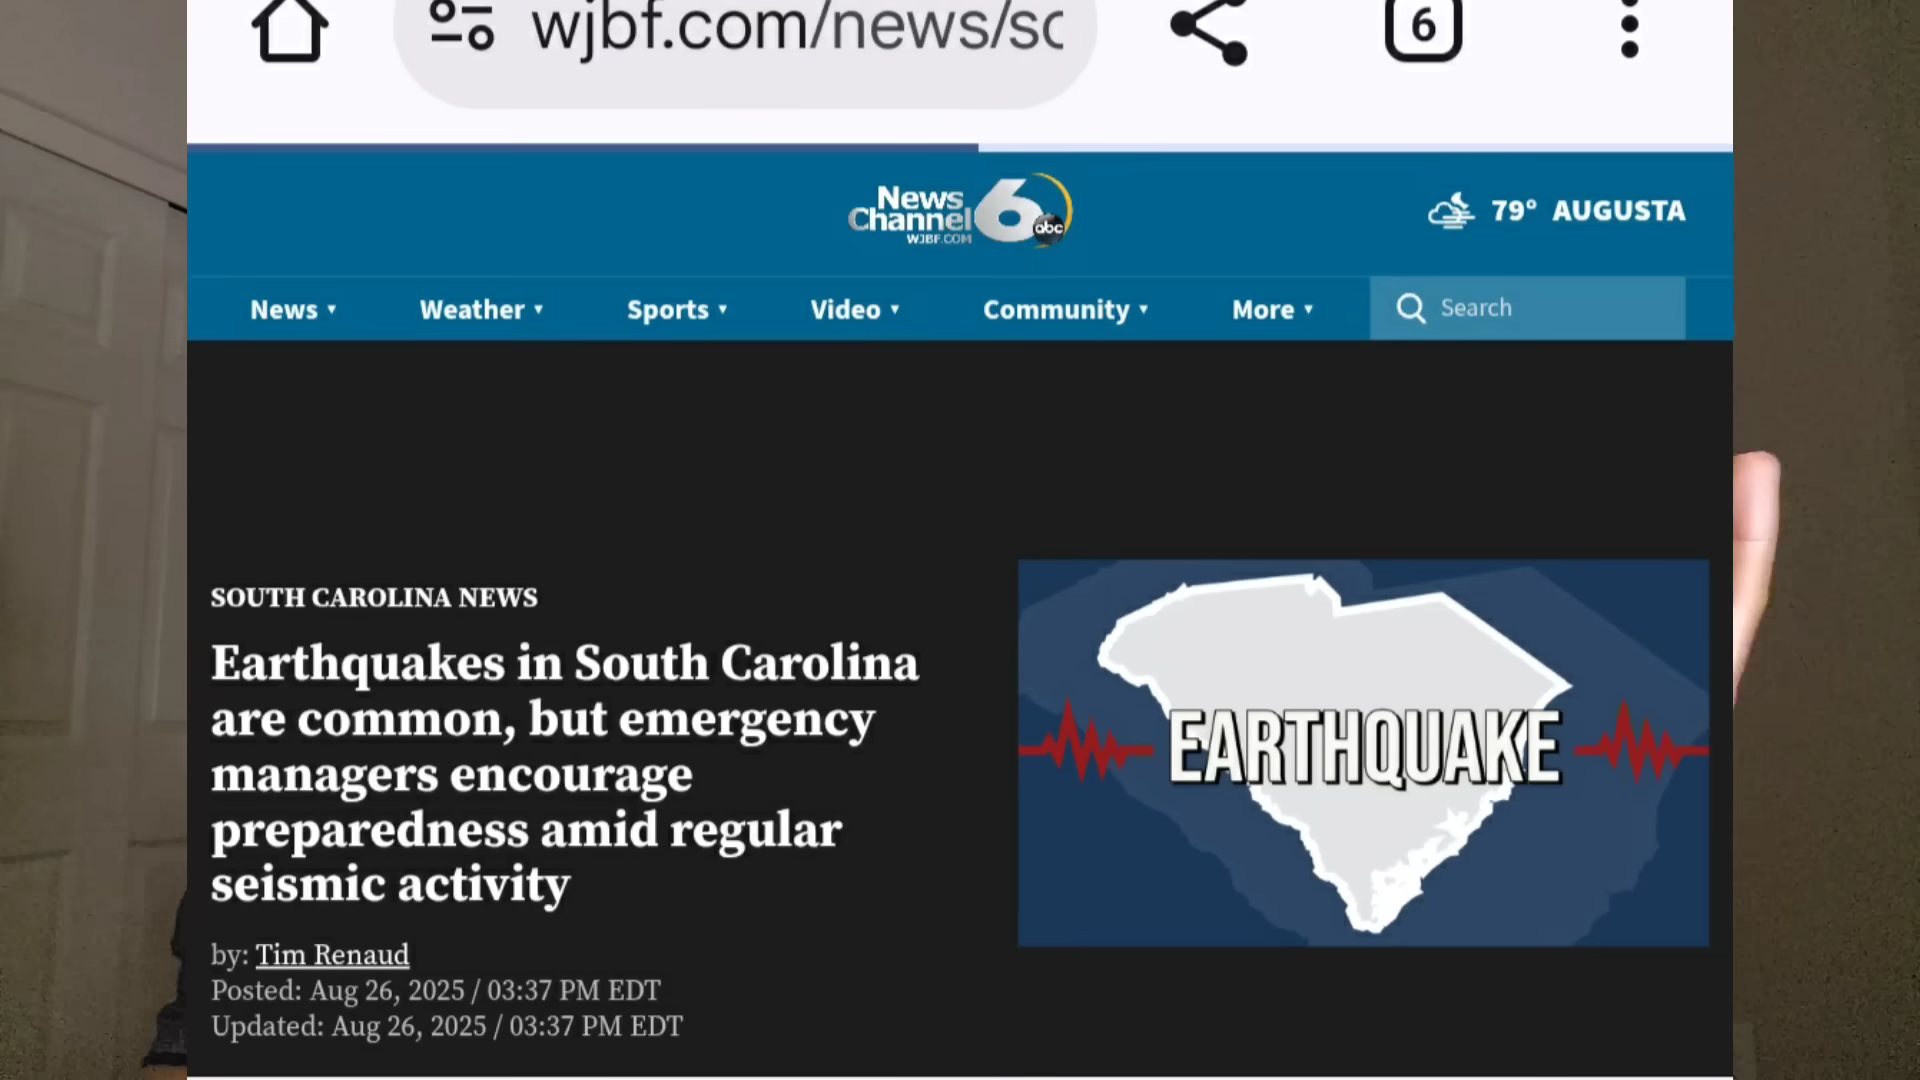 wjbf.com/news/sc
6
News
Channel 6
abc
WJBF.COM
79° AUGUSTA
News ▾ Weather ▾ Sports ▾ Video ▾ Community ▾ More ▾ Search
SOUTH CAROLINA NEWS
Earthquakes in South Carolina
are common, but emergency
managers encourage
preparedness amid regular
seismic activity
by: Tim Renaud
Posted: Aug 26, 2025 / 03:37 PM EDT
Updated: Aug 26, 2025 / 03:37 PM EDT
EARTHQUAKE